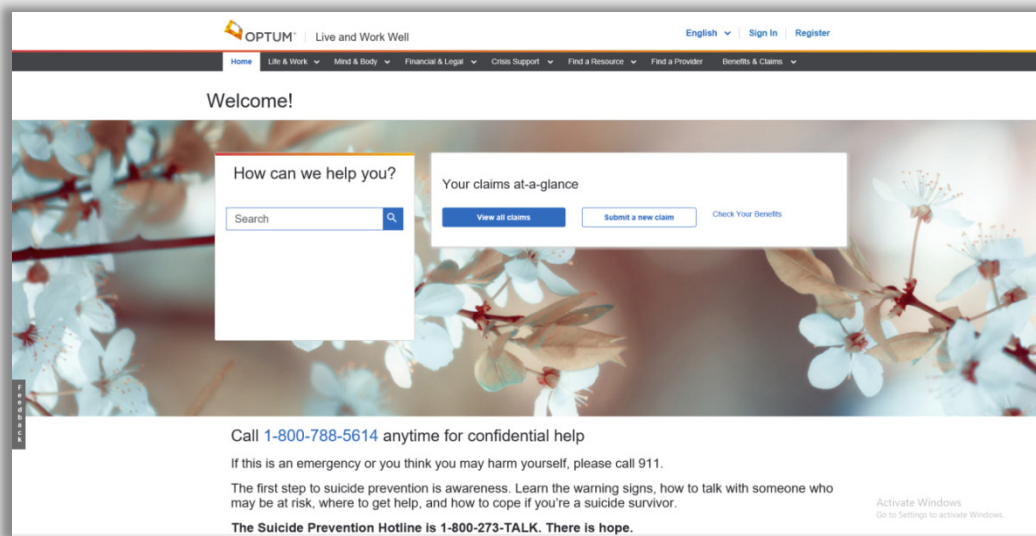 OPTUM® Live and Work Well
English Sign In Register
Home Life & Work Mind & Body Financial & Legal Crisis Support Find a Resource Find a Provider Benefits & Claims
Welcome!
How can we help you?
Search
Your claims at-a-glance
View all claims Submit a new claim Check Your Benefits
Feedback
Call 1-800-788-5614 anytime for confidential help
If this is an emergency or you think you may harm yourself, please call 911.
The first step to suicide prevention is awareness. Learn the warning signs, how to talk with someone who
may be at risk, where to get help, and how to cope if you're a suicide survivor.
The Suicide Prevention Hotline is 1-800-273-TALK. There is hope.
Activate Windows
Go to Settings to activate Windows.